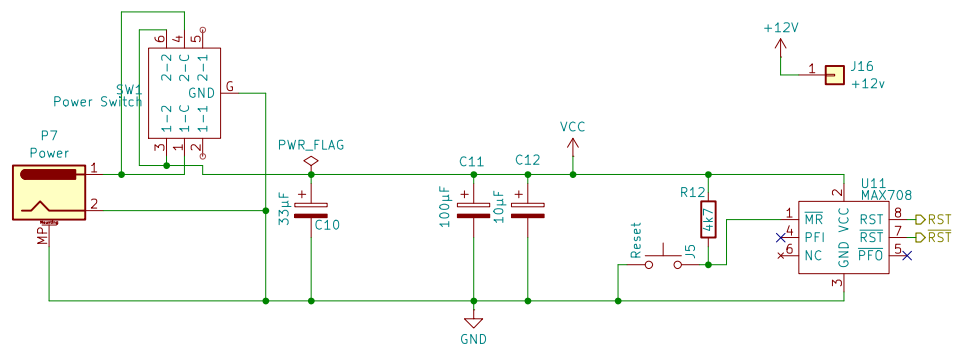 6
4
5
2-2
2-C
2-1
SW1
Power Switch
GND
G
1-2
1-C
1-1
3
1
2
P7
Power
1
2
Mounting
MP
PWR_FLAG
+
33µF
C10
C11
+
100µF
C12
+
10µF
VCC
GND
+12V
1
J16
+12v
R12
4k7
Reset
J5
U11
MAX708
2
VCC
1
MR
4
PFI
6
NC
GND
3
RST
8
RST
RST
7
RST
PFO
5